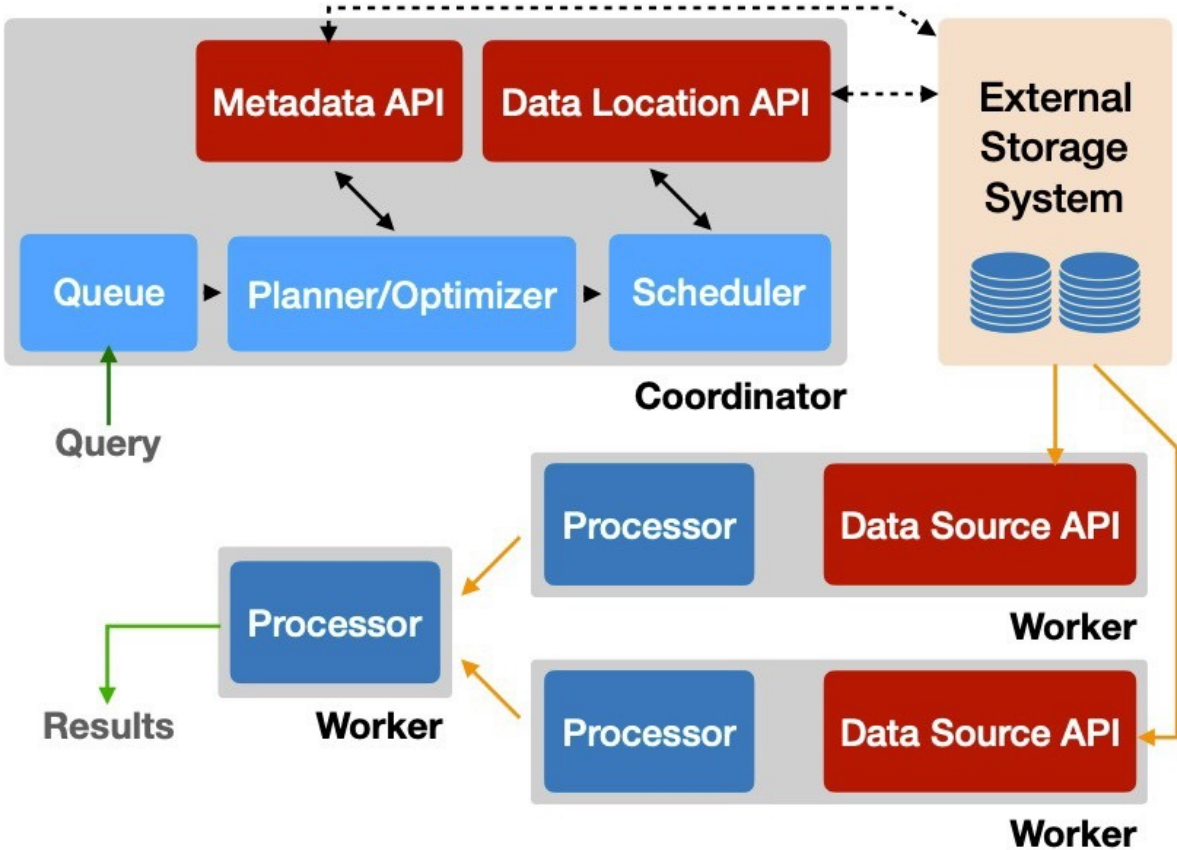 Metadata API
Data Location API
External
Storage
System
Queue
Planner/Optimizer
Scheduler
Coordinator
Query
Processor
Data Source API
Worker
Processor
Results
Worker
Processor
Data Source API
Worker